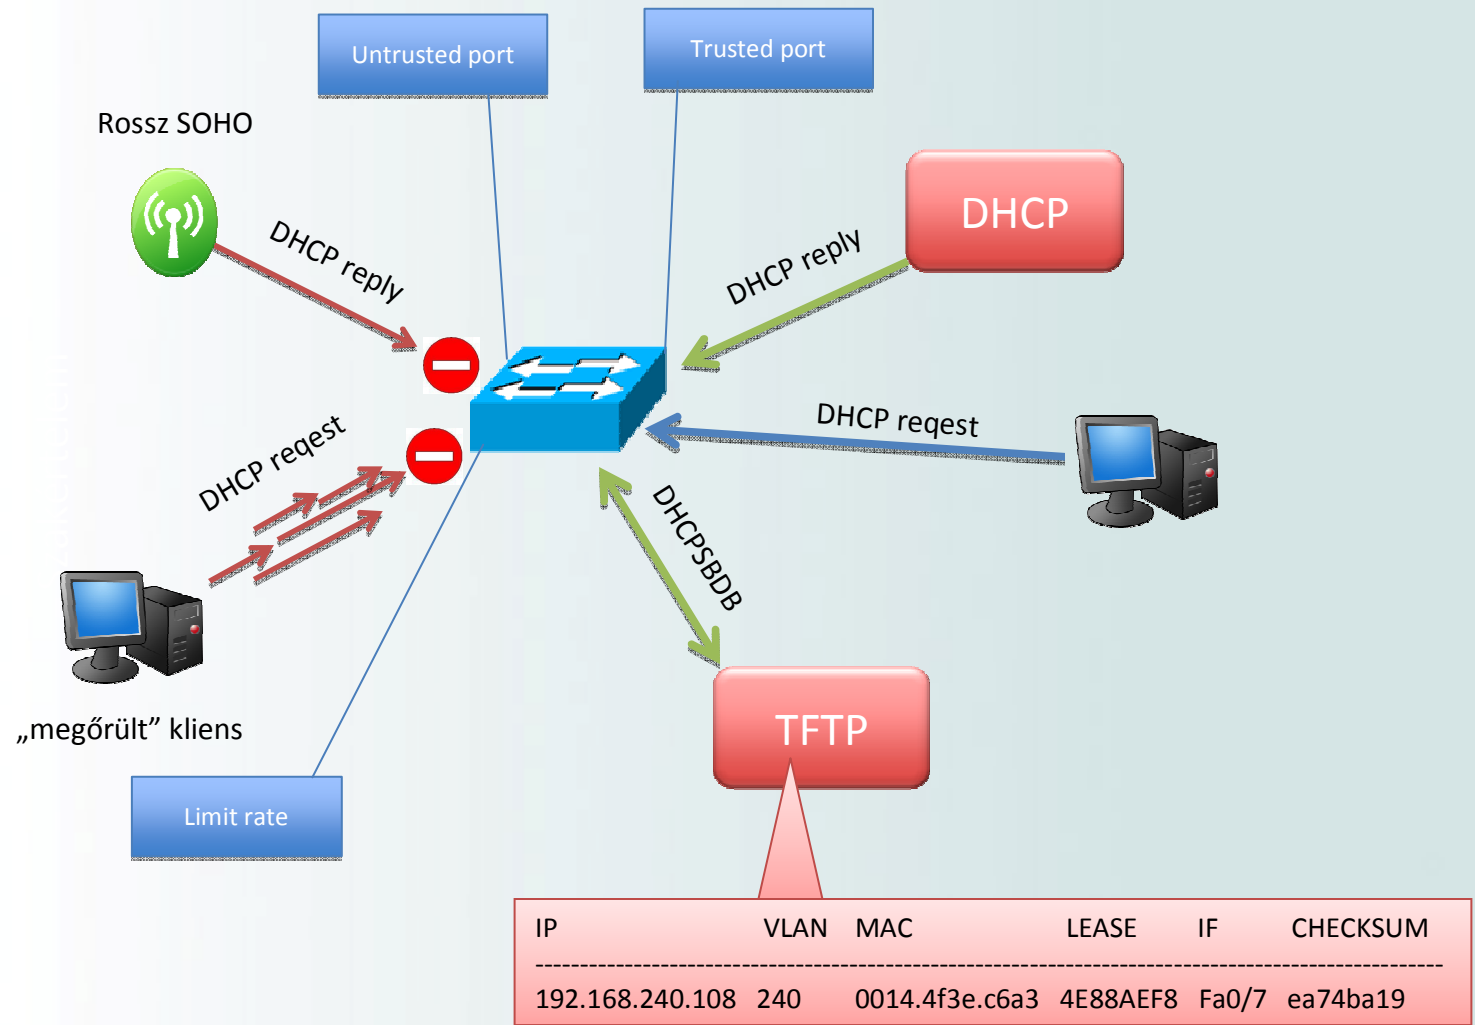 Untrusted port
Trusted port
Rossz SOHO
DHCP
DHCP reply
DHCP reply
DHCP reqest
DHCP reqest
DHCPSBDB
„megőrült” kliens
TFTP
Limit rate
IP VLAN MAC LEASE IF CHECKSUM
192.168.240.108 240 0014.4f3e.c6a3 4E88AEF8 Fa0/7 ea74ba19